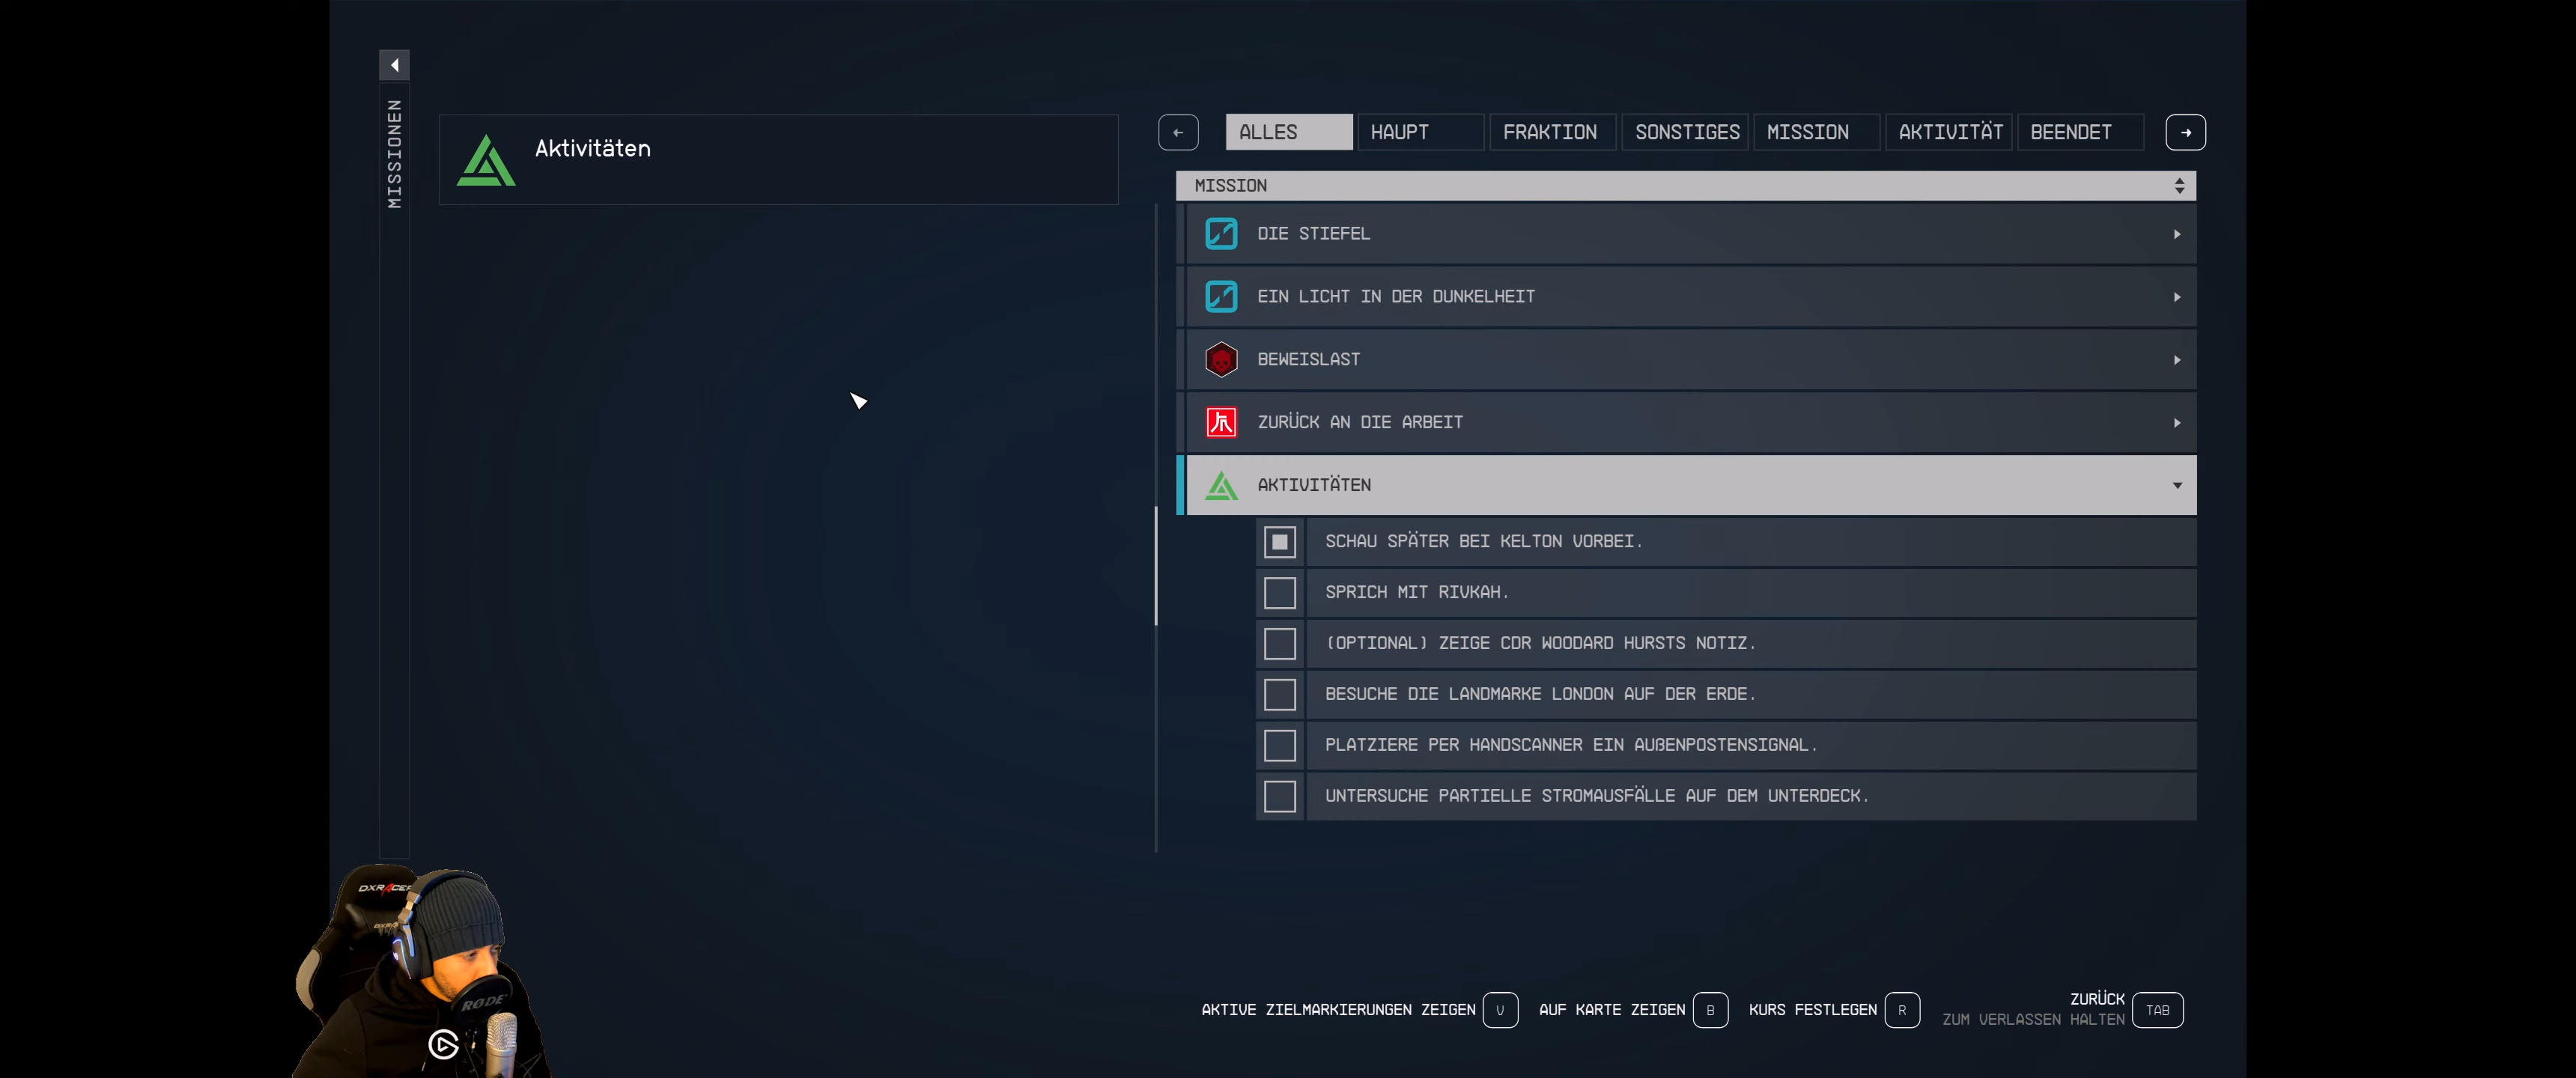 MISSIONEN
Aktivitäten
ALLES
HAUPT
FRAKTION
SONSTIGES
MISSION
AKTIVITÄT
BEENDET
MISSION
DIE STIEFEL
EIN LICHT IN DER DUNKELHEIT
BEWEISLAST
ZURÜCK AN DIE ARBEIT
AKTIVITÄTEN
SCHAU SPÄTER BEI KELTON VORBEI.
SPRICH MIT RIVKAH.
(OPTIONAL) ZEIGE CDR WOODARD HURSTS NOTIZ.
BESUCHE DIE LANDMARKE LONDON AUF DER ERDE.
PLATZIERE PER HANDSCANNER EIN AUßENPOSTENSIGNAL.
UNTERSUCHE PARTIELLE STROMAUSFÄLLE AUF DEM UNTERDECK.
DXRACER
RØDE
AKTIVE ZIELMARKIERUNGEN ZEIGEN V
AUF KARTE ZEIGEN B
KURS FESTLEGEN R
ZURÜCK
ZUM VERLASSEN HALTEN TAB